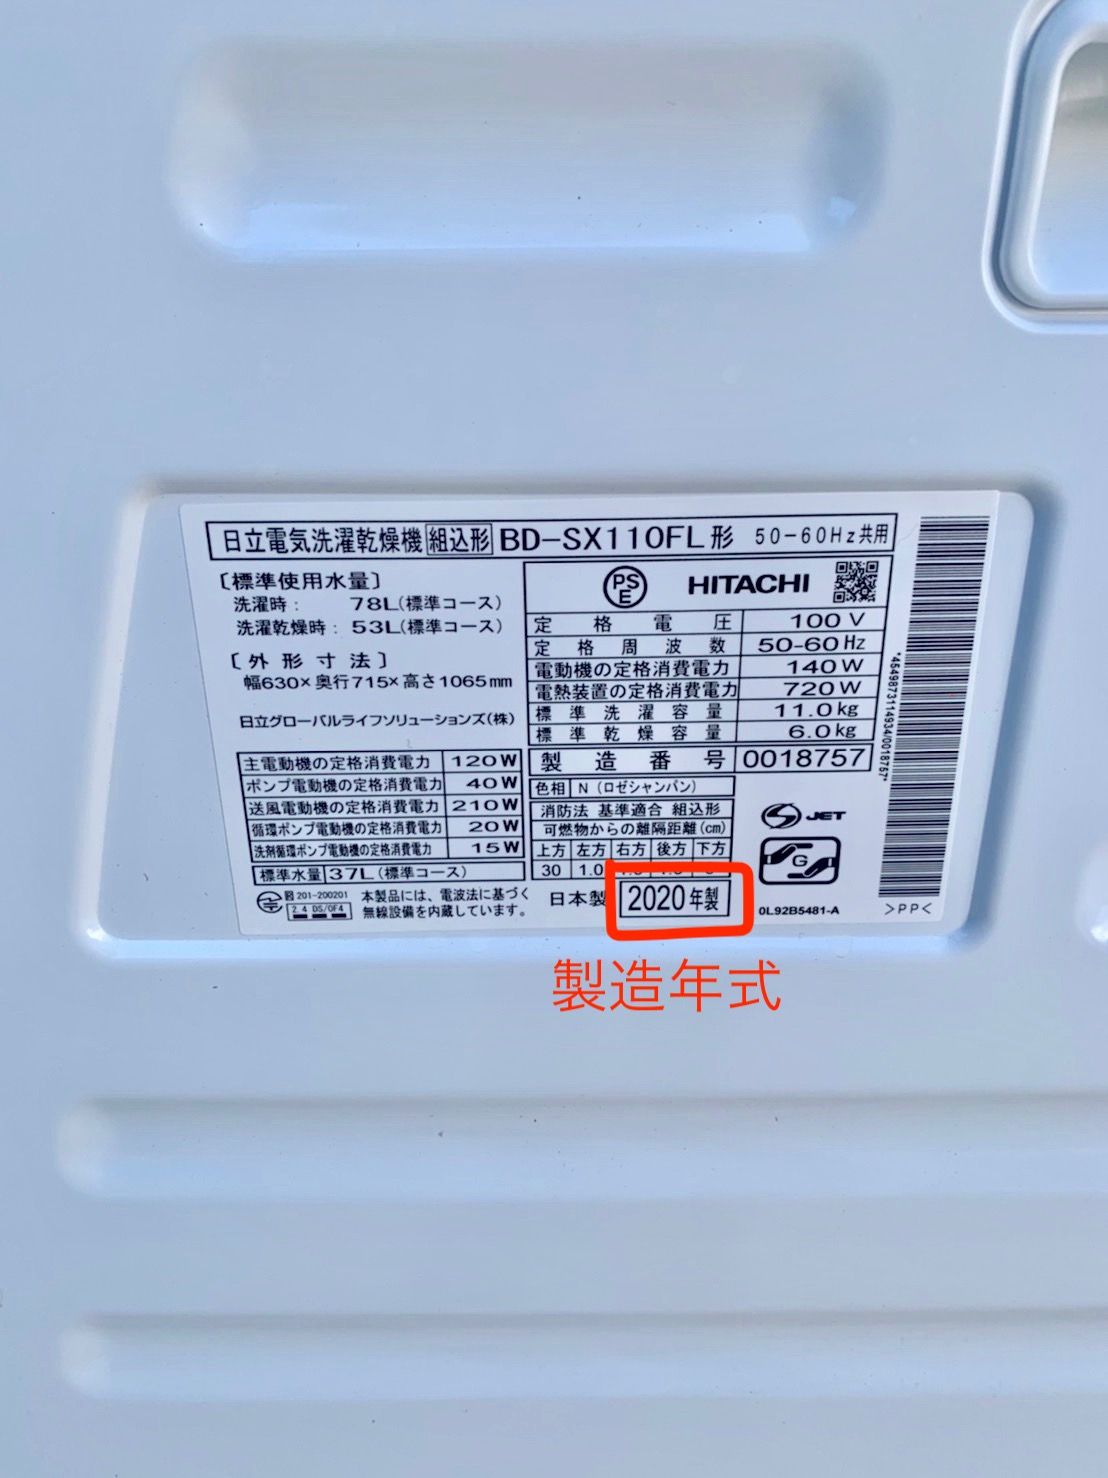 日立電気洗濯乾燥機 組込形 BD-SX110FL形 50-60Hz共用
〔標準使用水量〕
洗濯時: 78L(標準コース)
洗濯乾燥時: 53L(標準コース)
〔外形寸法〕
幅630×奥行715×高さ1065mm
日立グローバルライフソリューションズ(株)
主電動機の定格消費電力 120W
ポンプ電動機の定格消費電力 40W
送風電動機の定格消費電力 210W
循環ポンプ電動機の定格消費電力 20W
洗剤循環ポンプ電動機の定格消費電力 15W
標準水量 37L(標準コース)
R 201-200201
2.4 DS/OF4
本製品には、電波法に基づく
無線設備を内蔵しています。
PSE HITACHI
定格電圧 100V
定格周波数 50-60Hz
電動機の定格消費電力 140W
電熱装置の定格消費電力 720W
標準洗濯容量 11.0kg
標準乾燥容量 6.0kg
製造番号 0018757
色相 N(ロゼシャンパン)
消防法 基準適合 組込形
可燃物からの離隔距離(cm)
上方 左方 右方 後方 下方
30 1.0
日本製 2020年製
S JET
G
0L92B5481-A
>PP<
*4549873114934/0018757*
製造年式